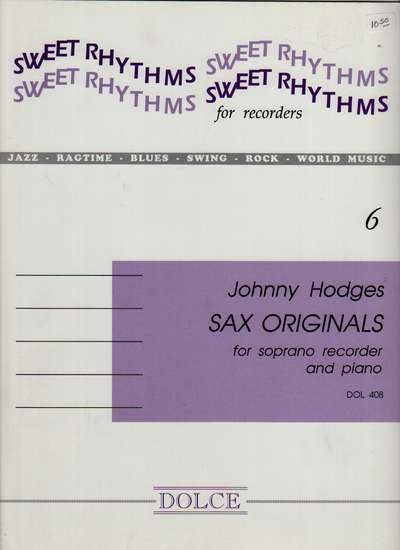 10.50
SWEET RHYTHMS SWEET RHYTHMS
SWEET RHYTHMS SWEET RHYTHMS
for recorders
JAZZ - RAGTIME - BLUES - SWING - ROCK - WORLD MUSIC
6
Johnny Hodges
SAX ORIGINALS
for soprano recorder
and piano
DOL 408
DOLCE